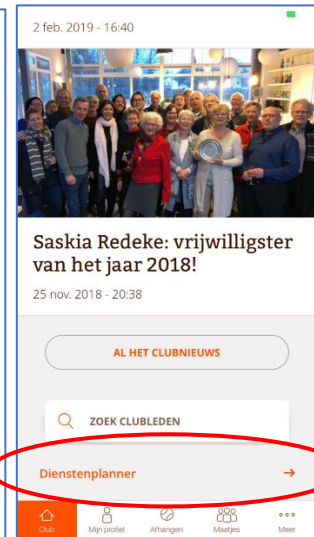 2 feb. 2019 - 16:40
Saskia Redeke: vrijwilligster
van het jaar 2018!
25 nov. 2018 - 20:38
AL HET CLUBNIEUWS
ZOEK CLUBLEDEN
Dienstenplanner
Club
Mijn profiel
Afhangen
Maatjes
Meer